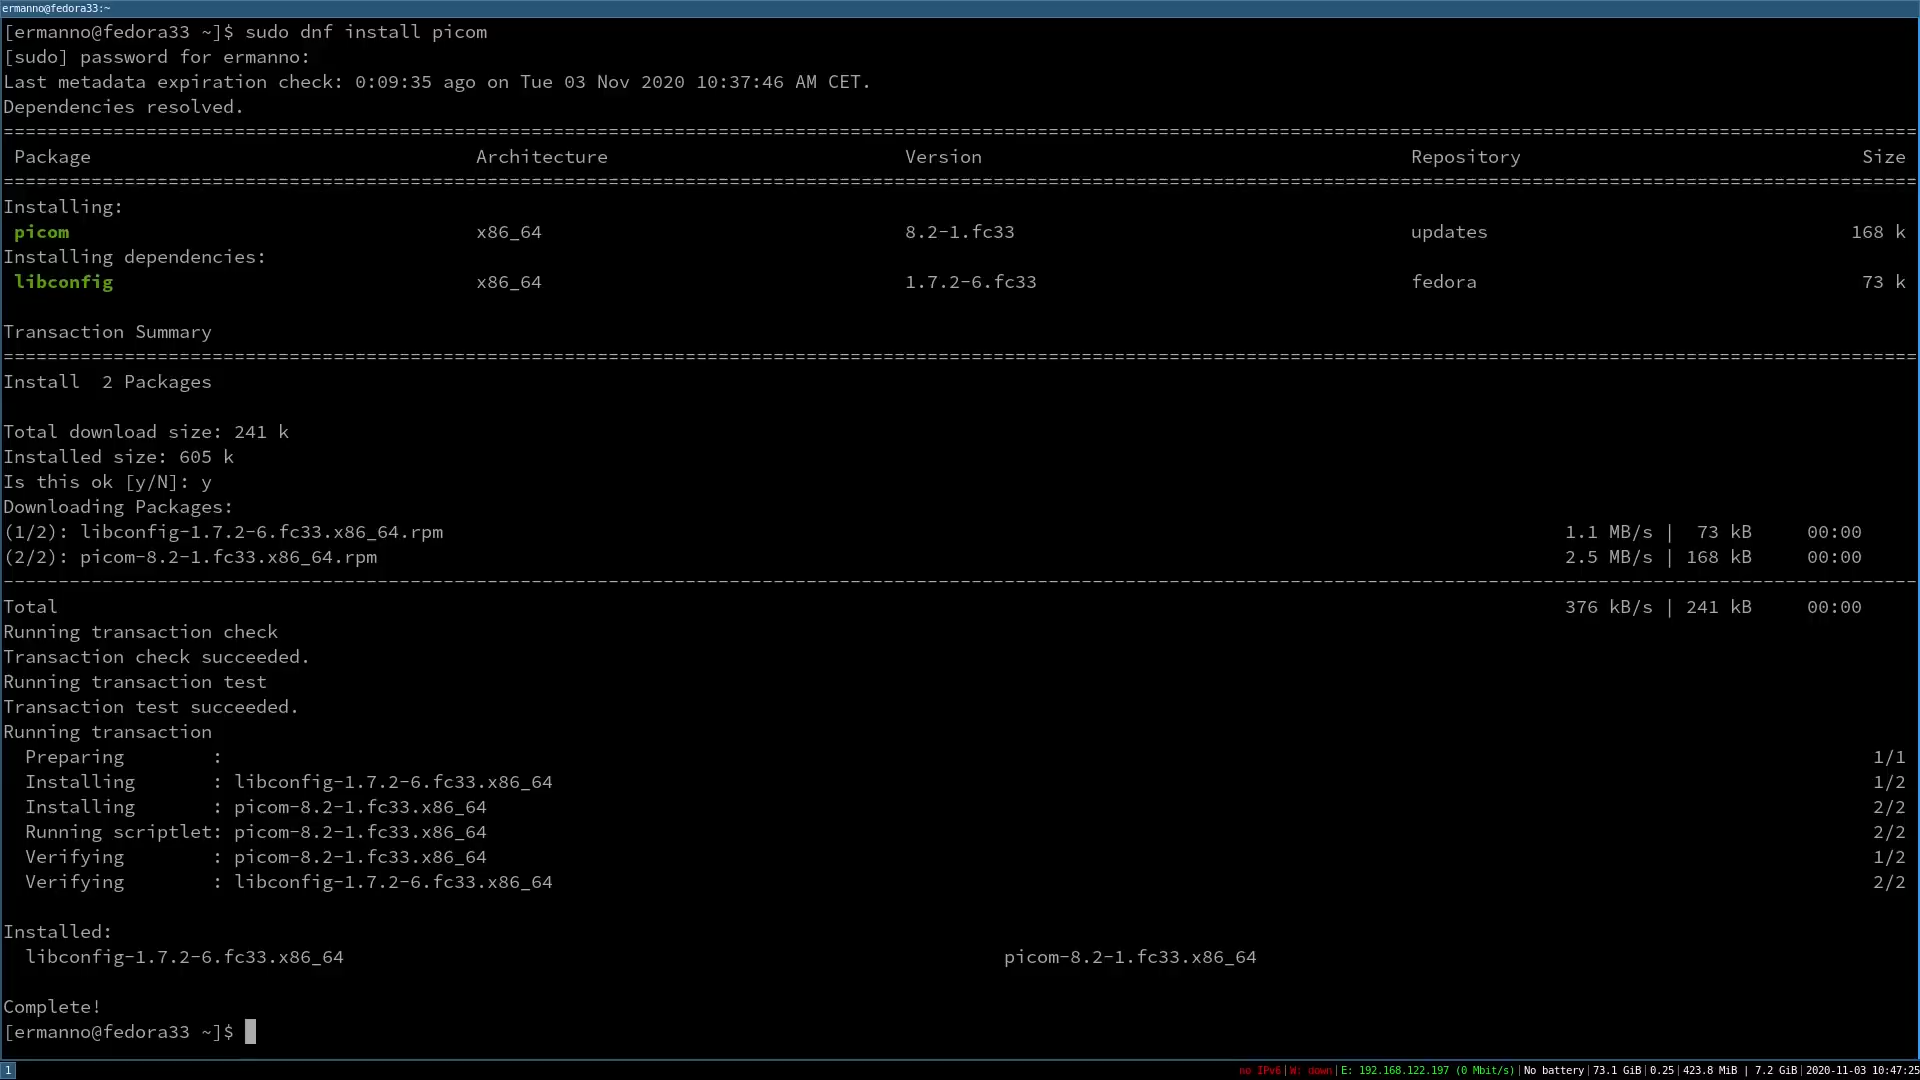 ermanno@fedora33:~
[ermanno@fedora33 ~]$ sudo dnf install picom
[sudo] password for ermanno:
Last metadata expiration check: 0:09:35 ago on Tue 03 Nov 2020 10:37:46 AM CET.
Dependencies resolved.
================================================================================
Package Architecture Version Repository Size
================================================================================
Installing:
picom x86_64 8.2-1.fc33 updates 168 k
Installing dependencies:
libconfig x86_64 1.7.2-6.fc33 fedora 73 k
Transaction Summary
================================================================================
Install  2 Packages
Total download size: 241 k
Installed size: 605 k
Is this ok [y/N]: y
Downloading Packages:
(1/2): libconfig-1.7.2-6.fc33.x86_64.rpm 1.1 MB/s |  73 kB 00:00
(2/2): picom-8.2-1.fc33.x86_64.rpm 2.5 MB/s | 168 kB 00:00
--------------------------------------------------------------------------------
Total 376 kB/s | 241 kB 00:00
Running transaction check
Transaction check succeeded.
Running transaction test
Transaction test succeeded.
Running transaction
Preparing : 1/1
Installing : libconfig-1.7.2-6.fc33.x86_64 1/2
Installing : picom-8.2-1.fc33.x86_64 2/2
Running scriptlet: picom-8.2-1.fc33.x86_64 2/2
Verifying : picom-8.2-1.fc33.x86_64 1/2
Verifying : libconfig-1.7.2-6.fc33.x86_64 2/2
Installed:
libconfig-1.7.2-6.fc33.x86_64 picom-8.2-1.fc33.x86_64
Complete!
[ermanno@fedora33 ~]$
1 no IPv6|W: down|E: 192.168.122.197 (0 Mbit/s)|No battery|73.1 GiB|0.25|423.8 MiB | 7.2 GiB|2020-11-03 10:47:25